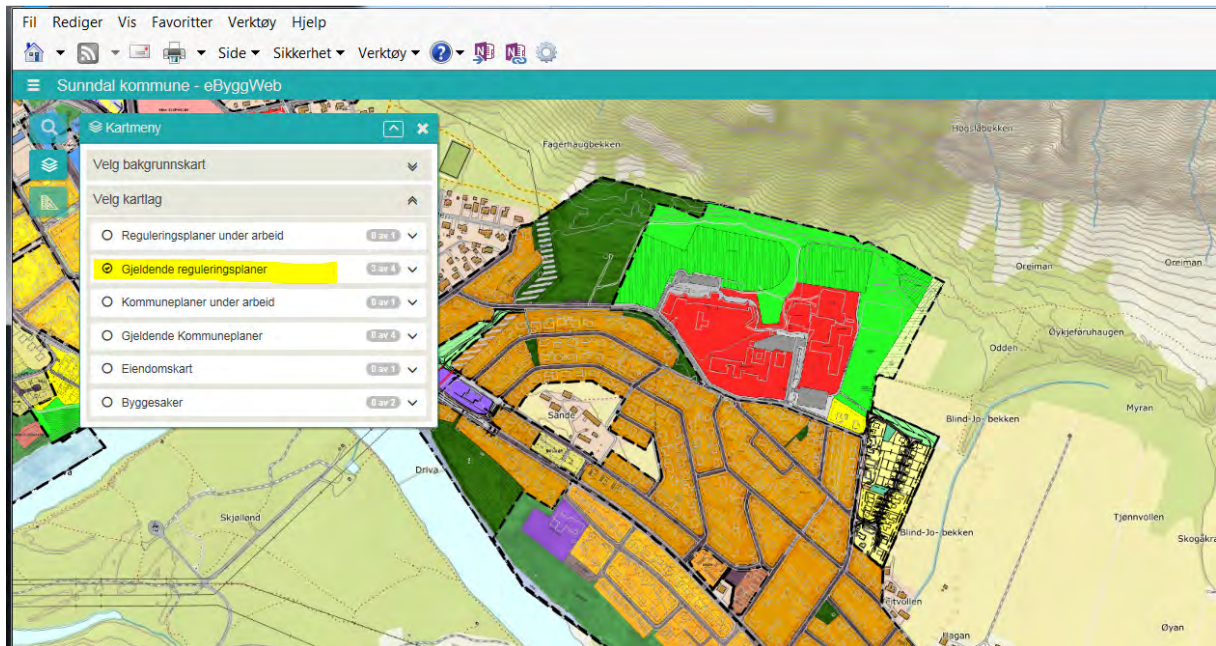 Fil Rediger Vis Favoritter Verktøy Hjelp
Side Sikkerhet Verktøy
Sunndal kommune - eByggWeb
Kartmeny
Velg bakgrunnskart
Velg kartlag
Reguleringsplaner under arbeid 0 av 1
Gjeldende reguleringsplaner 3 av 4
Kommuneplaner under arbeid 0 av 1
Gjeldende Kommuneplaner 0 av 4
Eiendomskart 0 av 1
Byggesaker 0 av 2
Høgslåbekken
Fagerhaugbekken
Oreiman
Oreiman
Øykjeføruhaugen
Odden
Myran
Blind-Jo- bekken
Sande
Driva
Skjøllønd
Tjønnvollen
Blind-Jo- bekken
Skogåkra
Hagan
Øyan